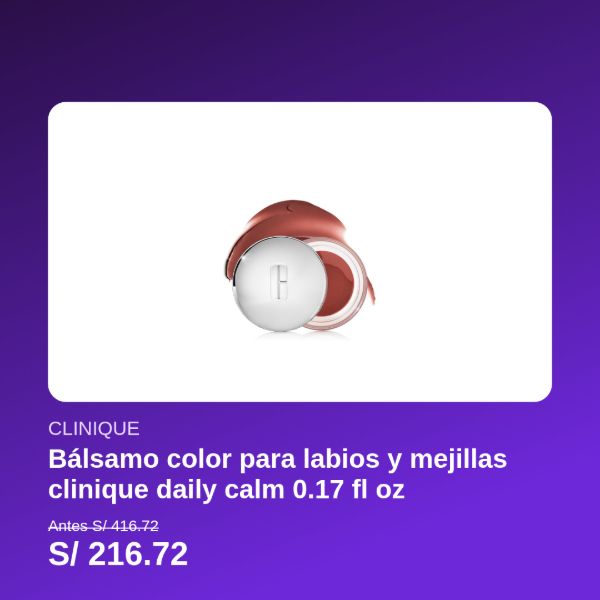 CLINIQUE
Bálsamo color para labios y mejillas
clinique daily calm 0.17 fl oz
Antes S/ 416.72
S/ 216.72